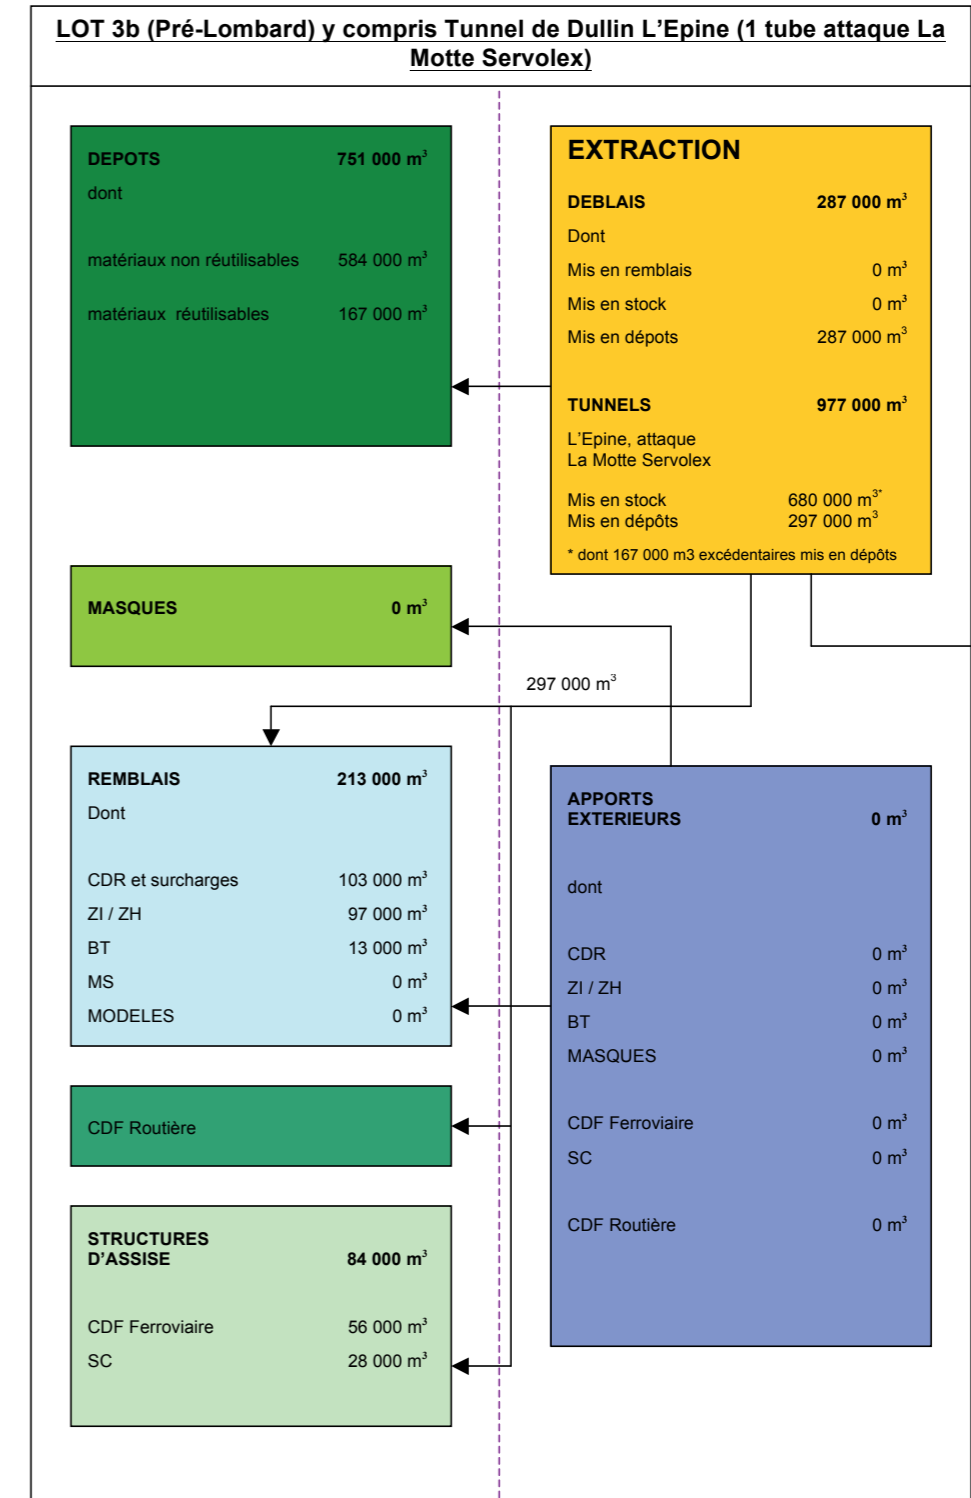 LOT 3b (Pré-Lombard) y compris Tunnel de Dullin L'Epine (1 tube attaque La
Motte Servolex)
DEPOTS 751 000 m³
dont
matériaux non réutilisables 584 000 m³
matériaux réutilisables 167 000 m³
EXTRACTION
DEBLAIS 287 000 m³
Dont
Mis en remblais 0 m³
Mis en stock 0 m³
Mis en dépots 287 000 m³
TUNNELS 977 000 m³
L'Epine, attaque
La Motte Servolex
Mis en stock 680 000 m³*
Mis en dépôts 297 000 m³
* dont 167 000 m3 excédentaires mis en dépôts
MASQUES 0 m³
297 000 m³
REMBLAIS 213 000 m³
Dont
CDR et surcharges 103 000 m³
ZI / ZH 97 000 m³
BT 13 000 m³
MS 0 m³
MODELES 0 m³
APPORTS
EXTERIEURS 0 m³
dont
CDR 0 m³
ZI / ZH 0 m³
BT 0 m³
MASQUES 0 m³
CDF Ferroviaire 0 m³
SC 0 m³
CDF Routière 0 m³
CDF Routière
STRUCTURES
D'ASSISE 84 000 m³
CDF Ferroviaire 56 000 m³
SC 28 000 m³